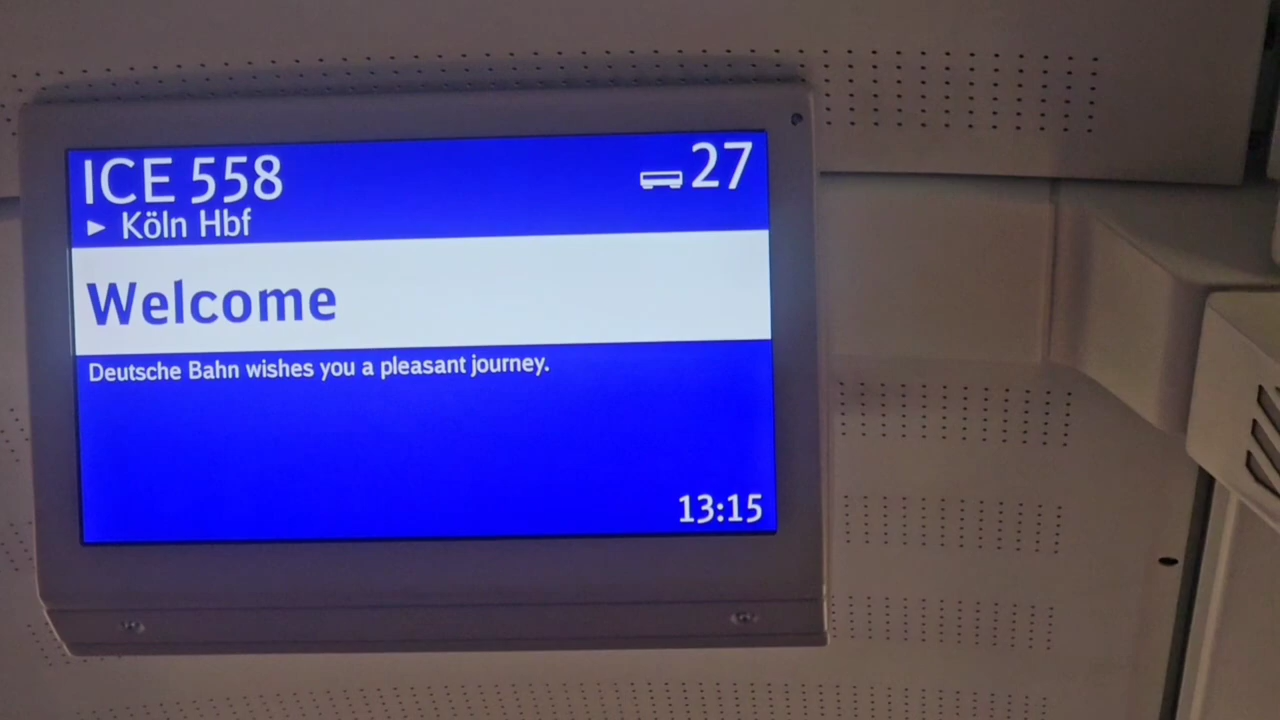 ICE 558
27
► Köln Hbf
Welcome
Deutsche Bahn wishes you a pleasant journey.
13:15